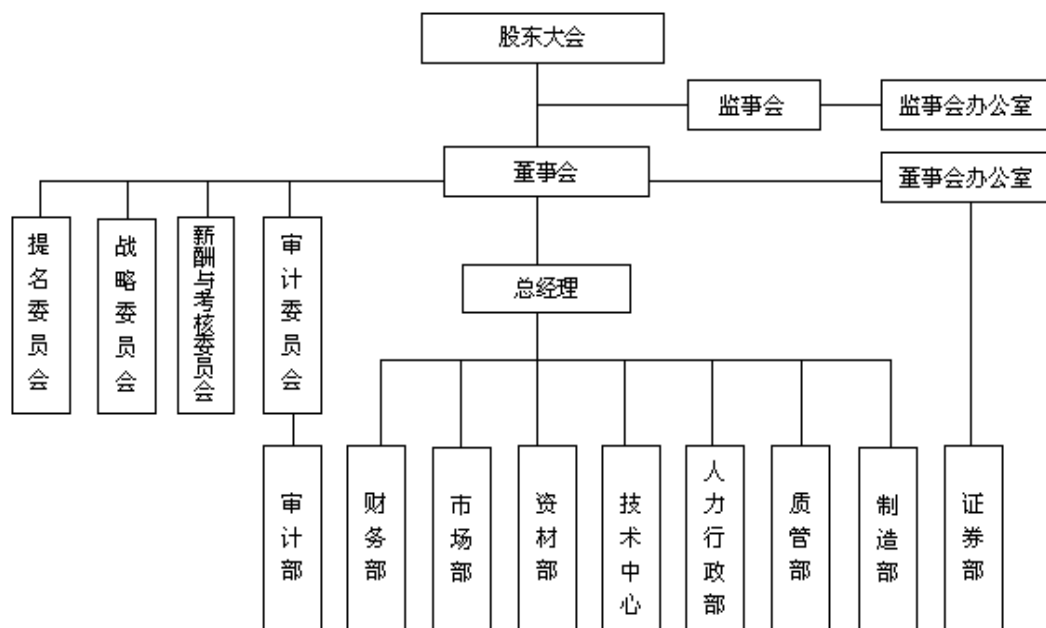 股东大会
监事会
监事会办公室
董事会
董事会办公室
提名委员会
战略委员会
薪酬与考核委员会
审计委员会
总经理
审计部
财务部
市场部
资材部
技术中心
人力行政部
质管部
制造部
证券部